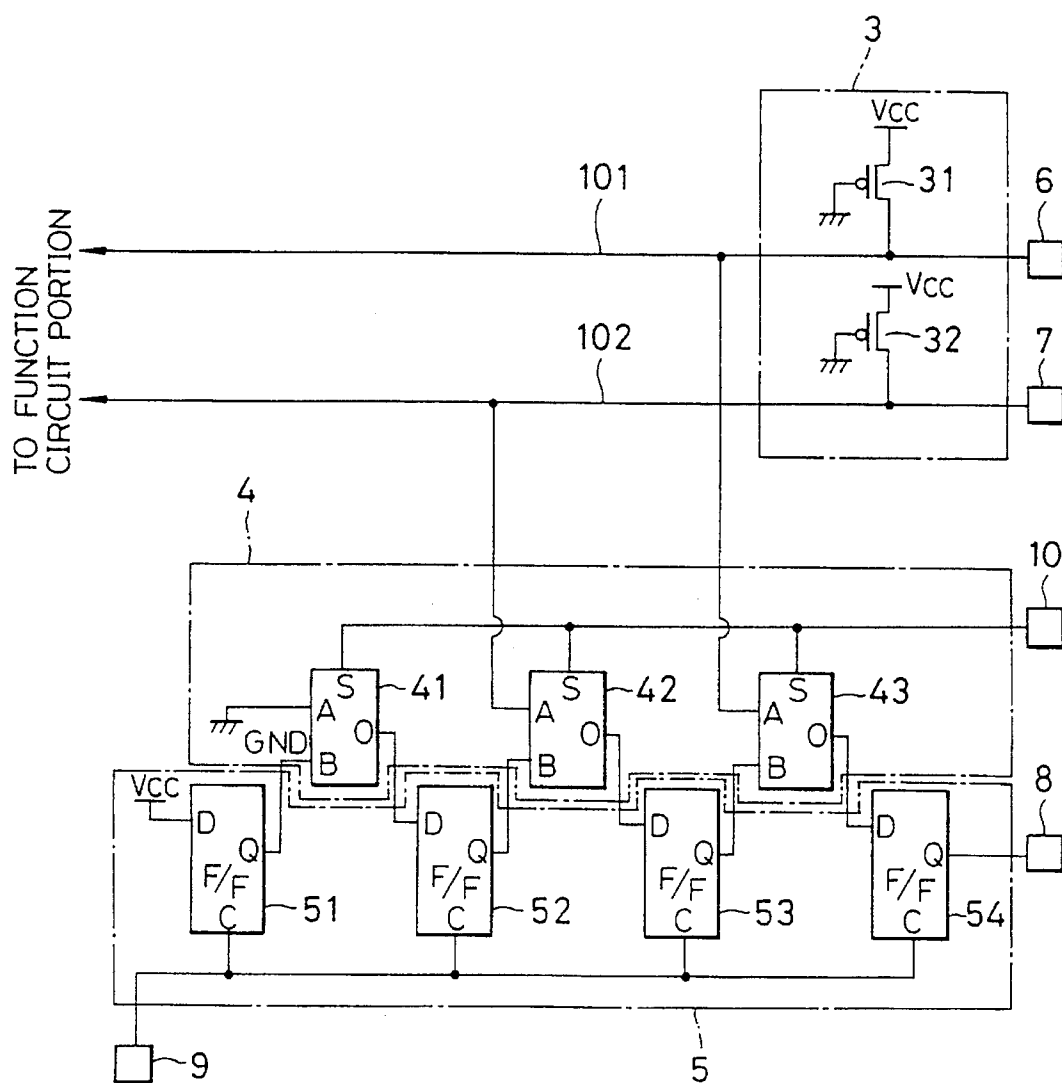 3
VCC
31
101
6
VCC
32
102
7
TO FUNCTION
CIRCUIT PORTION
4
10
S
41
A
O
GND
B
S
42
A
O
B
S
43
A
O
B
VCC
8
D
Q
F/F
C
51
D
Q
F/F
C
52
D
Q
F/F
C
53
D
Q
F/F
C
54
9
5